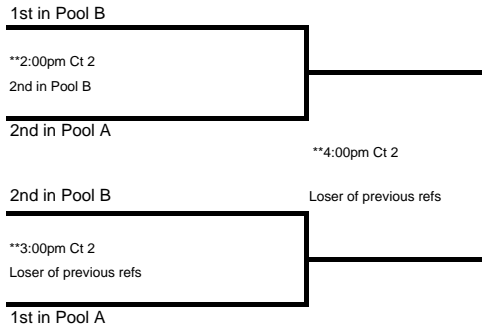 1st in Pool B
**2:00pm Ct 2
2nd in Pool B
2nd in Pool A
**4:00pm Ct 2
2nd in Pool B
Loser of previous refs
**3:00pm Ct 2
Loser of previous refs
1st in Pool A